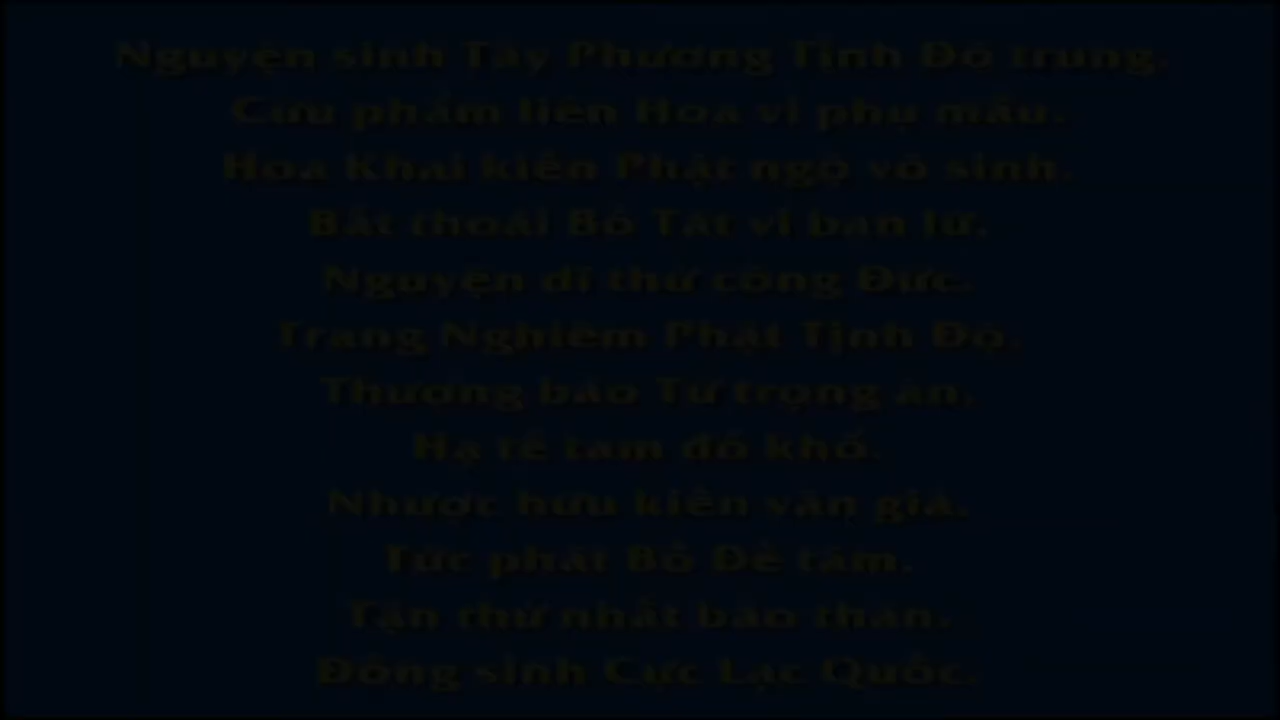 Nguyện sinh Tây Phương Tịnh Độ trung.
Cửu phẩm liên Hoa vi phụ mẫu.
Hoa Khai kiến Phật ngộ vô sinh.
Bất thoái Bồ Tát vi bạn lữ.
Nguyện dĩ thử công Đức.
Trang Nghiêm Phật Tịnh Độ.
Thượng báo Tứ trọng ân.
Hạ tế tam đồ khổ.
Nhược hữu kiến văn giả.
Tức phát Bồ Đề tâm.
Tận thử nhất báo thân.
Đồng sinh Cực Lạc Quốc.